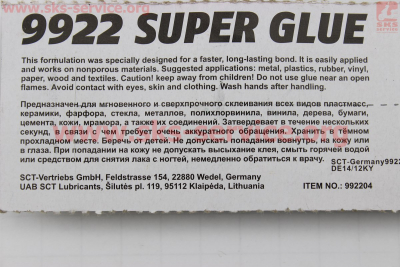 www.sks-service.org
9922 SUPER GLUE
This formulation was specially designed for a faster, long-lasting bond. It is easily applied
and works on nonporous materials. Suggested applications: metal, plastics, rubber, vinyl,
paper, wood and textiles. Caution! keep away from children! Do not use glue near an open
flames. Avoid contact with eyes, skin and clothing. Wash hands after handling.
Предназначен для мгновенного и сверхпрочного склеивания всех видов пластмасс,
керамики, фарфора, стекла, металлов, полихлорвинила, винила, дерева, бумаги,
цемента, кожи, мрамора, а также их соединений. Затвердевает в течение нескольких
секунд, в связи с чем требует очень аккуратного обращения. Хранить в темном
прохладном месте. Беречь от детей. Не допускать попадания вовнутрь, на кожу или
в глаза. При попадании на кожу не допускать высыхание клея, смыть горячей водой
или средством для снятия лака с ногтей, немедленно обратиться
SCT-Germany9922
DE14/12KY
SCT-Vertriebs GmbH, Feldstrasse 154, 22880 Wedel, Germany
UAB SCT Lubricants, Šilutės pl. 119, 95112 Klaipėda, Lithuania
ITEM NO.: 992204